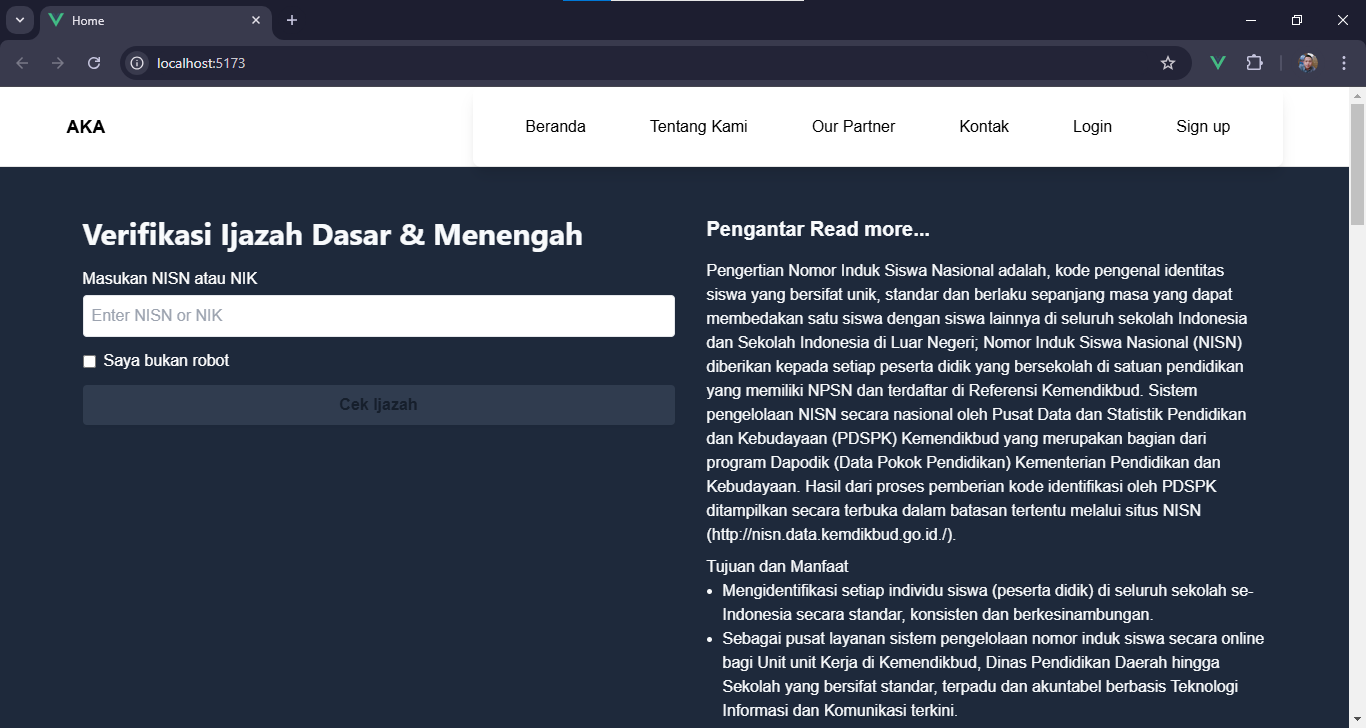 Home
localhost:5173
AKA
Beranda Tentang Kami Our Partner Kontak Login Sign up
Verifikasi Ijazah Dasar & Menengah
Masukan NISN atau NIK
Enter NISN or NIK
Saya bukan robot
Cek Ijazah
Pengantar Read more...
Pengertian Nomor Induk Siswa Nasional adalah, kode pengenal identitas
siswa yang bersifat unik, standar dan berlaku sepanjang masa yang dapat
membedakan satu siswa dengan siswa lainnya di seluruh sekolah Indonesia
dan Sekolah Indonesia di Luar Negeri; Nomor Induk Siswa Nasional (NISN)
diberikan kepada setiap peserta didik yang bersekolah di satuan pendidikan
yang memiliki NPSN dan terdaftar di Referensi Kemendikbud. Sistem
pengelolaan NISN secara nasional oleh Pusat Data dan Statistik Pendidikan
dan Kebudayaan (PDSPK) Kemendikbud yang merupakan bagian dari
program Dapodik (Data Pokok Pendidikan) Kementerian Pendidikan dan
Kebudayaan. Hasil dari proses pemberian kode identifikasi oleh PDSPK
ditampilkan secara terbuka dalam batasan tertentu melalui situs NISN
(http://nisn.data.kemdikbud.go.id./).
Tujuan dan Manfaat
• Mengidentifikasi setiap individu siswa (peserta didik) di seluruh sekolah se-
Indonesia secara standar, konsisten dan berkesinambungan.
• Sebagai pusat layanan sistem pengelolaan nomor induk siswa secara online
bagi Unit unit Kerja di Kemendikbud, Dinas Pendidikan Daerah hingga
Sekolah yang bersifat standar, terpadu dan akuntabel berbasis Teknologi
Informasi dan Komunikasi terkini.